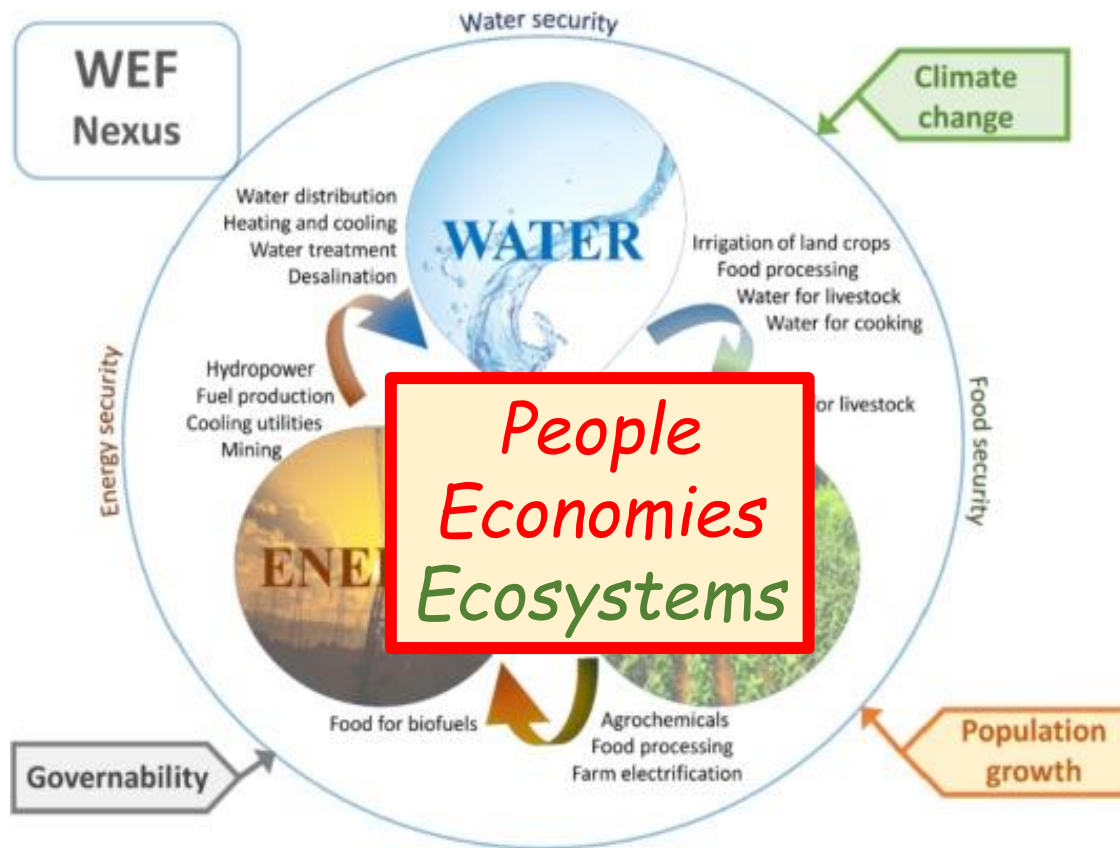 Water security
WEF
Nexus
Climate
change
Water distribution
Heating and cooling
Water treatment
Desalination
WATER
Irrigation of land crops
Food processing
Water for livestock
Water for cooking
Energy security
Hydropower
Fuel production
Cooling utilities
Mining
for livestock
Food security
People
Economies
Ecosystems
Food for biofuels
Agrochemicals
Food processing
Farm electrification
Governability
Population
growth